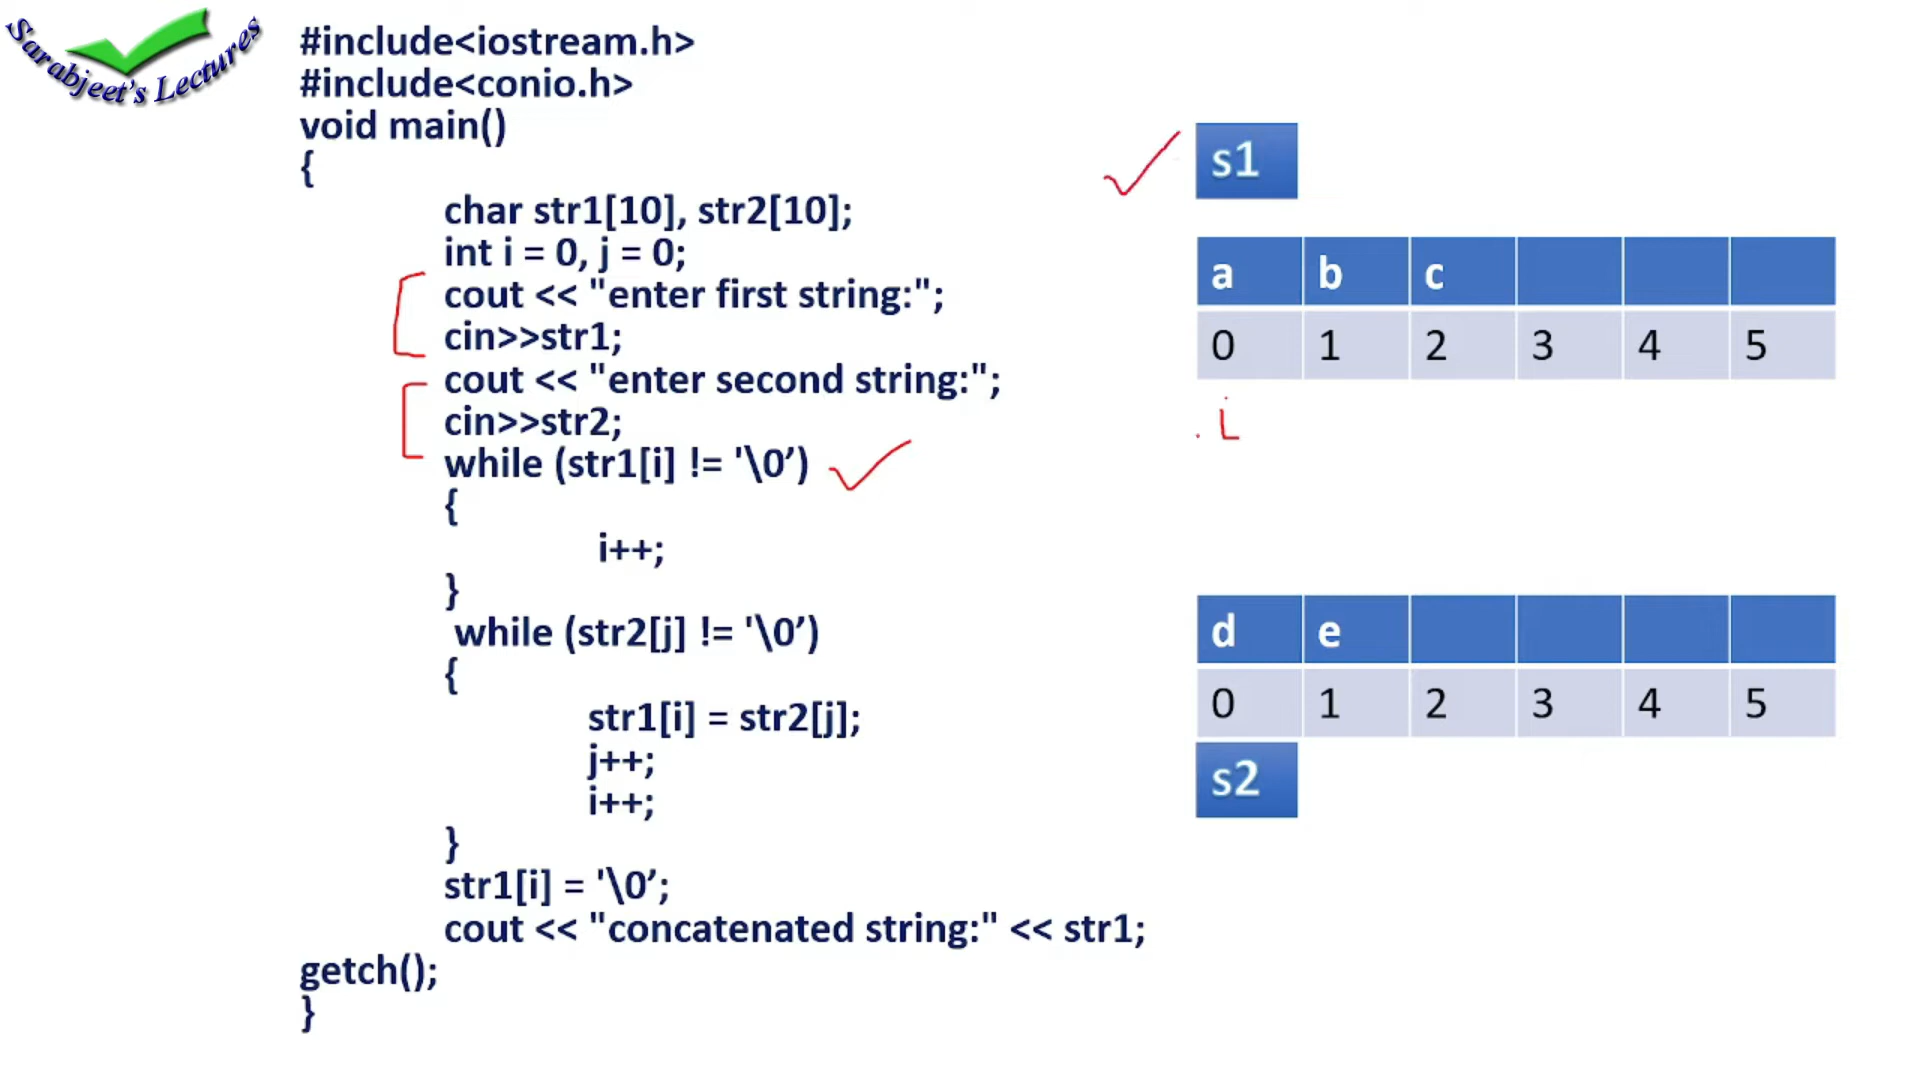 Sarabjeet's Lectures
#include<iostream.h>
#include<conio.h>
void main()
{
char str1[10], str2[10];
int i = 0, j = 0;
cout << "enter first string:";
cin>>str1;
cout << "enter second string:";
cin>>str2;
while (str1[i] != '\0’)
{
i++;
}
while (str2[j] != '\0’)
{
str1[i] = str2[j];
j++;
i++;
}
str1[i] = '\0’;
cout << "concatenated string:" << str1;
getch();
}
s1
a b c
0 1 2 3 4 5
i
d e
0 1 2 3 4 5
s2